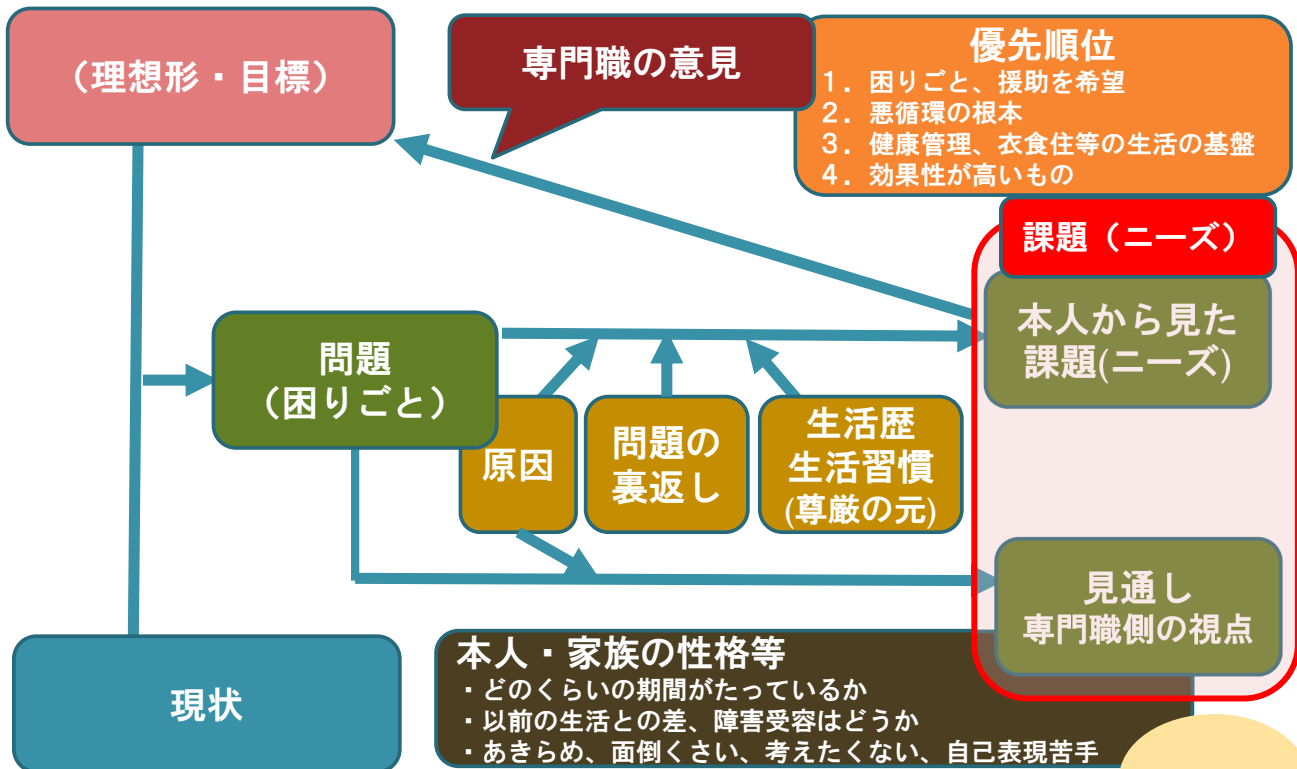 （理想形・目標）
専門職の意見
優先順位
１．困りごと、援助を希望
２．悪循環の根本
３．健康管理、衣食住等の生活の基盤
４．効果性が高いもの
課題（ニーズ）
本人から見た
課題(ニーズ)
問題
（困りごと）
原因
問題の
裏返し
生活歴
生活習慣
(尊厳の元)
見通し
専門職側の視点
現状
本人・家族の性格等
・どのくらいの期間がたっているか
・以前の生活との差、障害受容はどうか
・あきらめ、面倒くさい、考えたくない、自己表現苦手